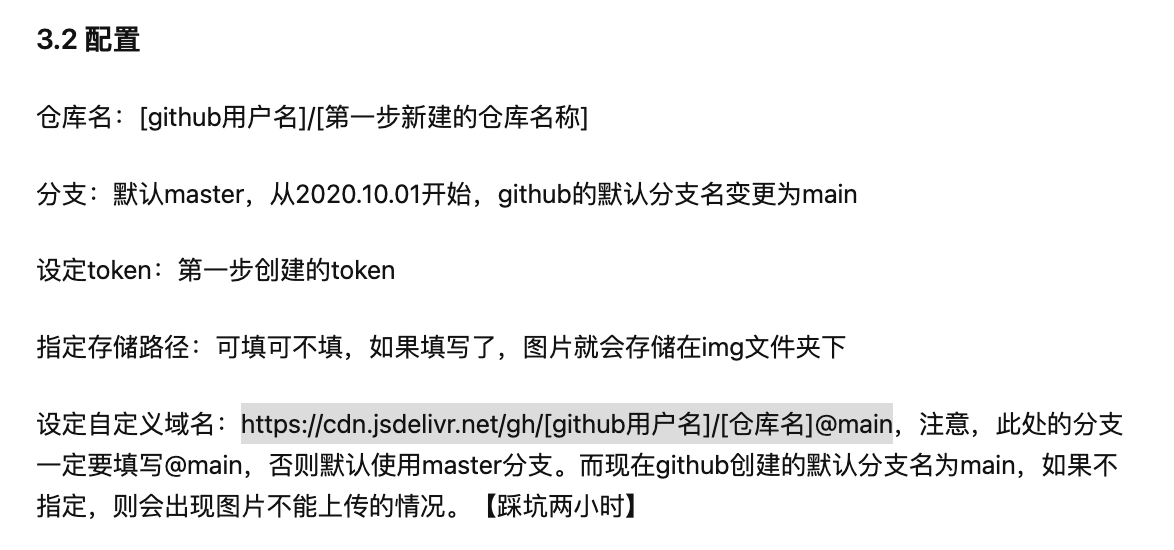 3.2 配置
仓库名：[github用户名]/[第一步新建的仓库名称]
分支：默认master，从2020.10.01开始，github的默认分支名变更为main
设定token：第一步创建的token
指定存储路径：可填可不填，如果填写了，图片就会存储在img文件夹下
设定自定义域名：https://cdn.jsdelivr.net/gh/[github用户名]/[仓库名]@main，注意，此处的分支
一定要填写@main，否则默认使用master分支。而现在github创建的默认分支名为main，如果不
指定，则会出现图片不能上传的情况。【踩坑两小时】